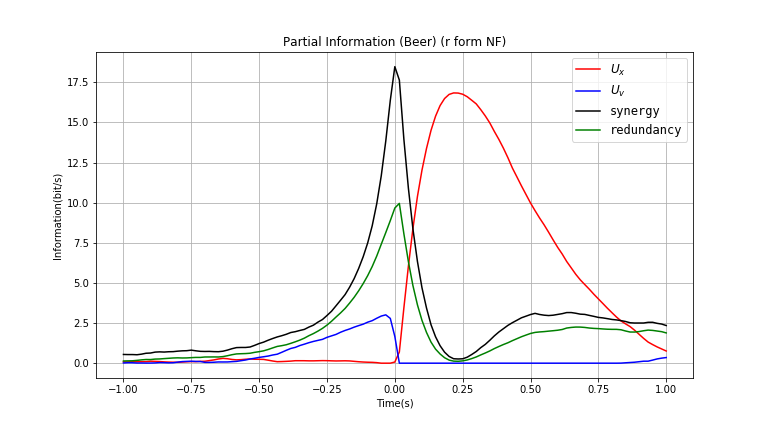 Partial Information (Beer) (r form NF)
Information(bit/s)
17.5
15.0
12.5
10.0
7.5
5.0
2.5
0.0
−1.00 −0.75 −0.50 −0.25 0.00 0.25 0.50 0.75 1.00
Time(s)
Uₓ
Uᵥ
synergy
redundancy